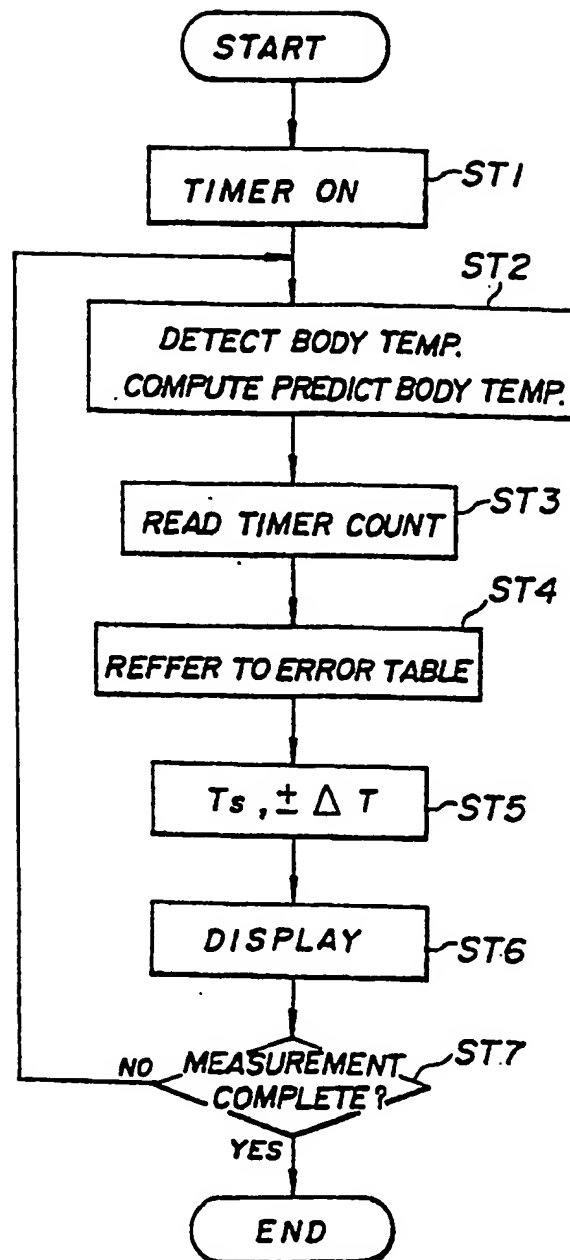 START
TIMER ON
ST1
ST2
DETECT BODY TEMP.
COMPUTE PREDICT BODY TEMP.
READ TIMER COUNT
ST3
ST4
REFFER TO ERROR TABLE
Ts, ± Δ T
ST5
DISPLAY
ST6
ST7
NO
MEASUREMENT
COMPLETE?
YES
END